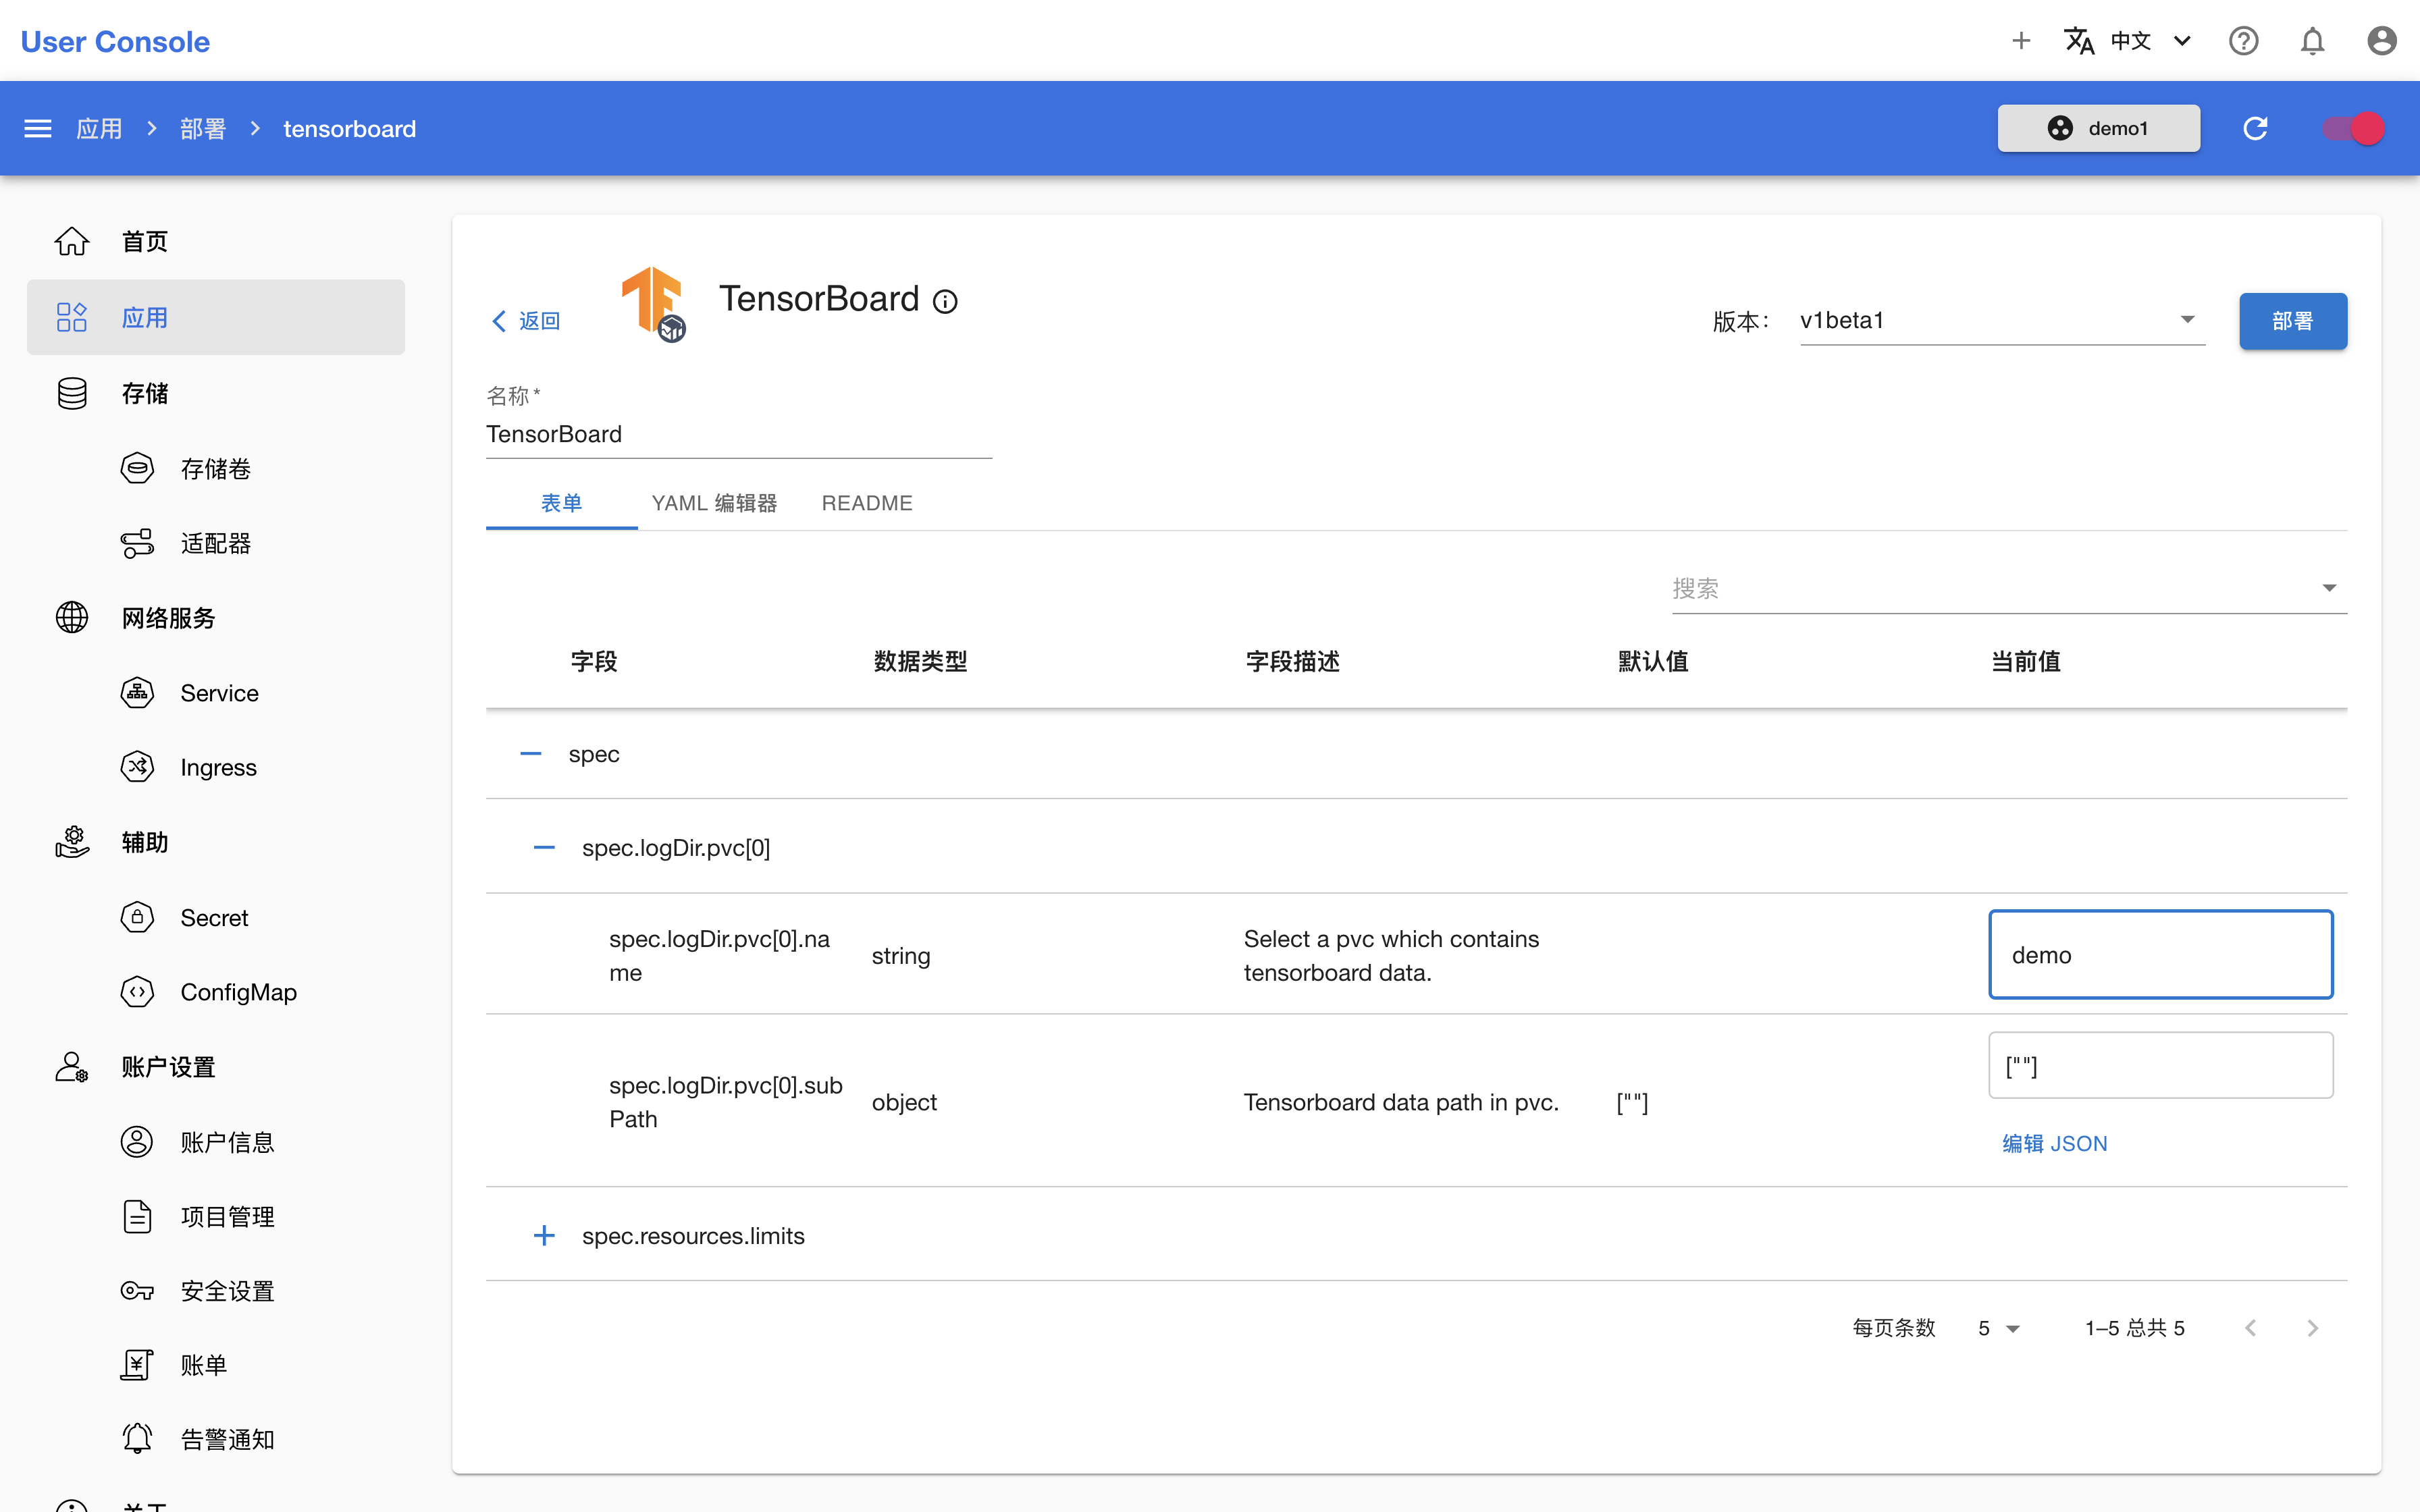 User Console
中文
应用
部署
tensorboard
demo1
首页
应用
存储
存储卷
适配器
网络服务
Service
Ingress
辅助
Secret
ConfigMap
账户设置
账户信息
项目管理
安全设置
账单
告警通知
返回
TensorBoard
版本：
v1beta1
部署
名称 *
TensorBoard
表单
YAML 编辑器
README
搜索
字段
数据类型
字段描述
默认值
当前值
spec
spec.logDir.pvc[0]
spec.logDir.pvc[0].na
me
string
Select a pvc which contains
tensorboard data.
demo
spec.logDir.pvc[0].sub
Path
object
Tensorboard data path in pvc.
[""]
[""]
编辑 JSON
spec.resources.limits
每页条数
5
1–5 总共 5